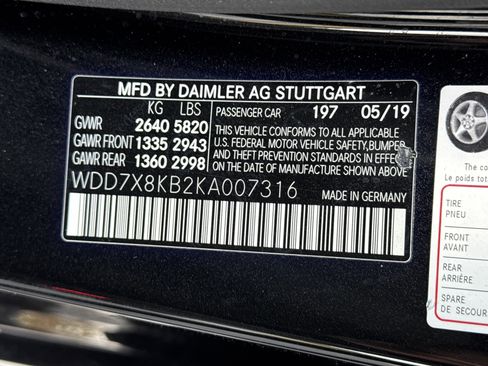 MFD BY DAIMLER AG STUTTGART
KG LBS
PASSENGER CAR 197 05/19
GVWR 2640 5820
GAWR FRONT 1335 2943
GAWR REAR 1360 2998
THIS VEHICLE CONFORMS TO ALL APPLICABLE
U.S. FEDERAL MOTOR VEHICLE SAFETY, BUMPER,
AND THEFT PREVENTION STANDARDS IN EFFECT
ON THE DATE OF MANUFACTURE SHOWN ABOVE
WDD7X8KB2KA007316
MADE IN GERMANY
The co
Le poids tota
TIRE
PNEU
FRONT
AVANT
REAR
ARRIÈRE
SPARE
DE SECOUR